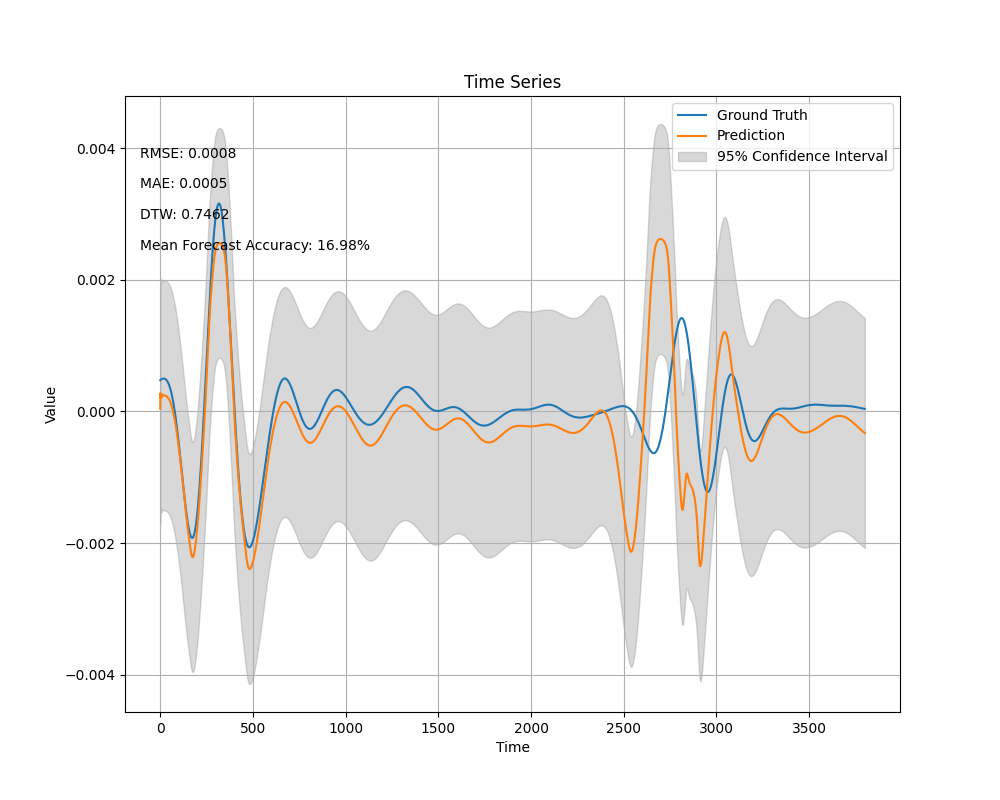 Time Series
Ground Truth
Prediction
95% Confidence Interval
RMSE: 0.0008
MAE: 0.0005
DTW: 0.7462
Mean Forecast Accuracy: 16.98%
0.004
0.002
0.000
−0.002
−0.004
Value
0 500 1000 1500 2000 2500 3000 3500
Time